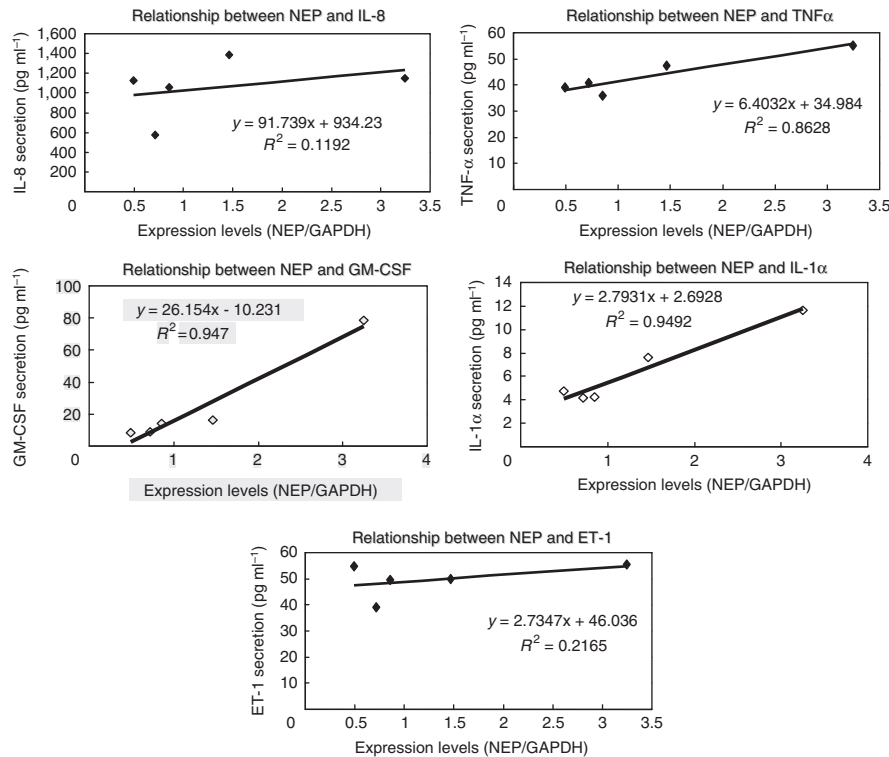 Relationship between NEP and IL-8
IL-8 secretion (pg ml⁻¹)
1,600
1,400
1,200
1,000
800
600
400
200
y = 91.739x + 934.23
R² = 0.1192
0 0.5 1 1.5 2 2.5 3 3.5
Expression levels (NEP/GAPDH)
Relationship between NEP and TNFα
TNF-α secretion (pg ml⁻¹)
60
50
40
30
20
10
y = 6.4032x + 34.984
R² = 0.8628
0 0.5 1 1.5 2 2.5 3 3.5
Expression levels (NEP/GAPDH)
Relationship between NEP and GM-CSF
GM-CSF secretion (pg ml⁻¹)
100
80
60
40
20
y = 26.154x - 10.231
R² = 0.947
0 1 2 3 4
Expression levels (NEP/GAPDH)
Relationship between NEP and IL-1α
IL-1α secretion (pg ml⁻¹)
14
12
10
8
6
4
2
y = 2.7931x + 2.6928
R² = 0.9492
0 1 2 3 4
Expression levels (NEP/GAPDH)
Relationship between NEP and ET-1
ET-1 secretion (pg ml⁻¹)
60
50
40
30
20
10
y = 2.7347x + 46.036
R² = 0.2165
0 0.5 1 1.5 2 2.5 3 3.5
Expression levels (NEP/GAPDH)